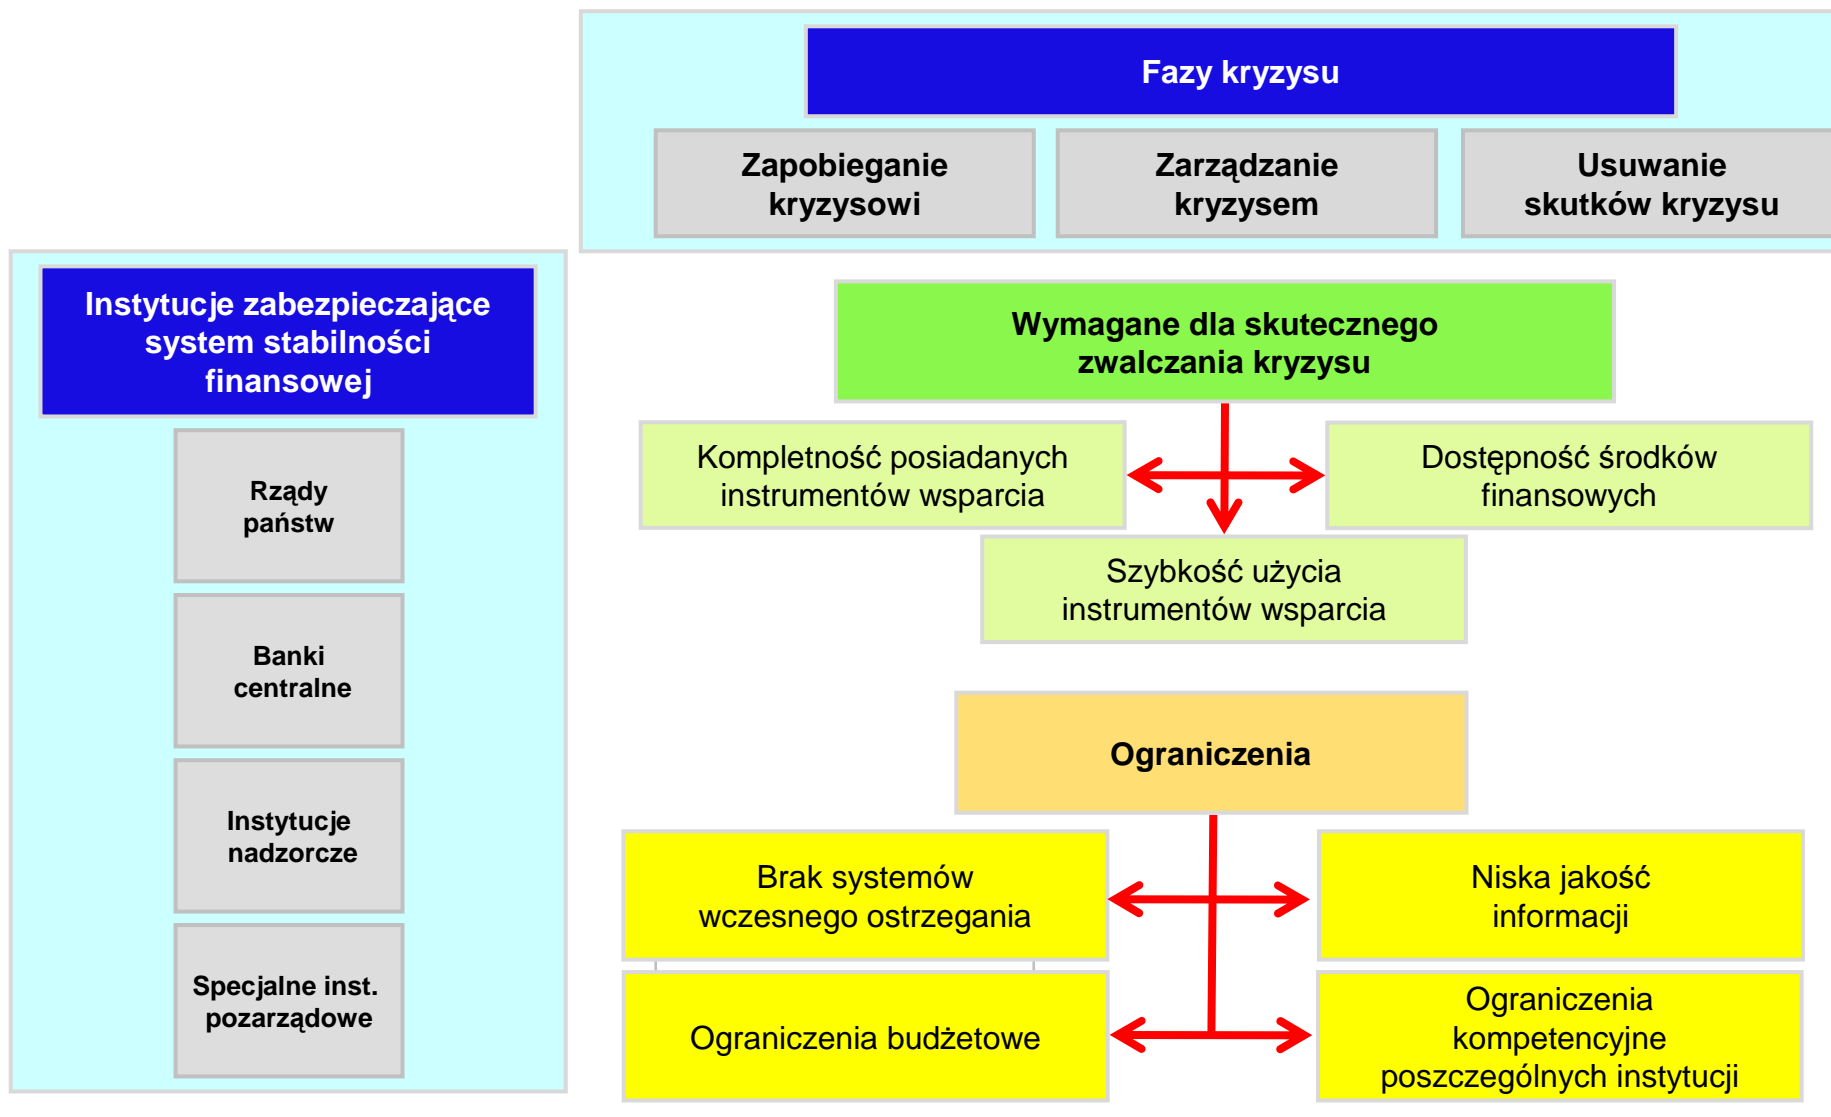 Fazy kryzysu
Zapobieganie
kryzysowi
Zarządzanie
kryzysem
Usuwanie
skutków kryzysu
Instytucje zabezpieczające
system stabilności
finansowej
Rządy
państw
Banki
centralne
Instytucje
nadzorcze
Specjalne inst.
pozarządowe
Wymagane dla skutecznego
zwalczania kryzysu
Kompletność posiadanych
instrumentów wsparcia
Dostępność środków
finansowych
Szybkość użycia
instrumentów wsparcia
Ograniczenia
Brak systemów
wczesnego ostrzegania
Niska jakość
informacji
Ograniczenia budżetowe
Ograniczenia
kompetencyjne
poszczególnych instytucji